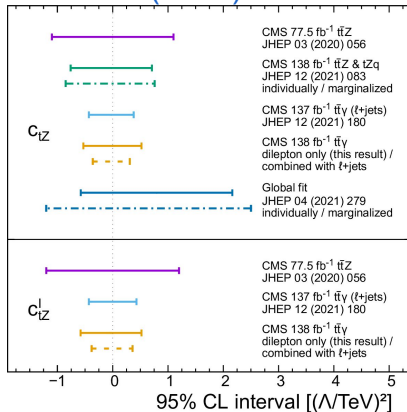 CMS 77.5 fb⁻¹ tt̄Z
JHEP 03 (2020) 056
CMS 138 fb⁻¹ tt̄Z & tZq
JHEP 12 (2021) 083
individually / marginalized
CMS 137 fb⁻¹ tt̄γ (ℓ+jets)
JHEP 12 (2021) 180
c_tZ
CMS 138 fb⁻¹ tt̄γ
dilepton only (this result) /
combined with ℓ+jets
Global fit
JHEP 04 (2021) 279
individually / marginalized
CMS 77.5 fb⁻¹ tt̄Z
JHEP 03 (2020) 056
c_tZ^I
CMS 137 fb⁻¹ tt̄γ (ℓ+jets)
JHEP 12 (2021) 180
CMS 138 fb⁻¹ tt̄γ
dilepton only (this result) /
combined with ℓ+jets
−1 0 1 2 3 4 5
95% CL interval [(Λ/TeV)²]